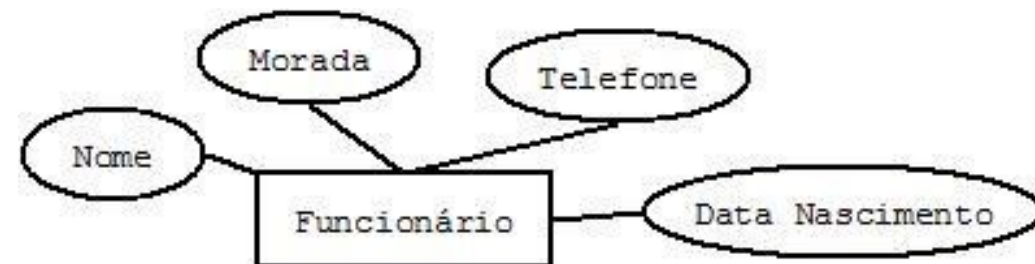 Morada
Telefone
Nome
Funcionário
Data Nascimento